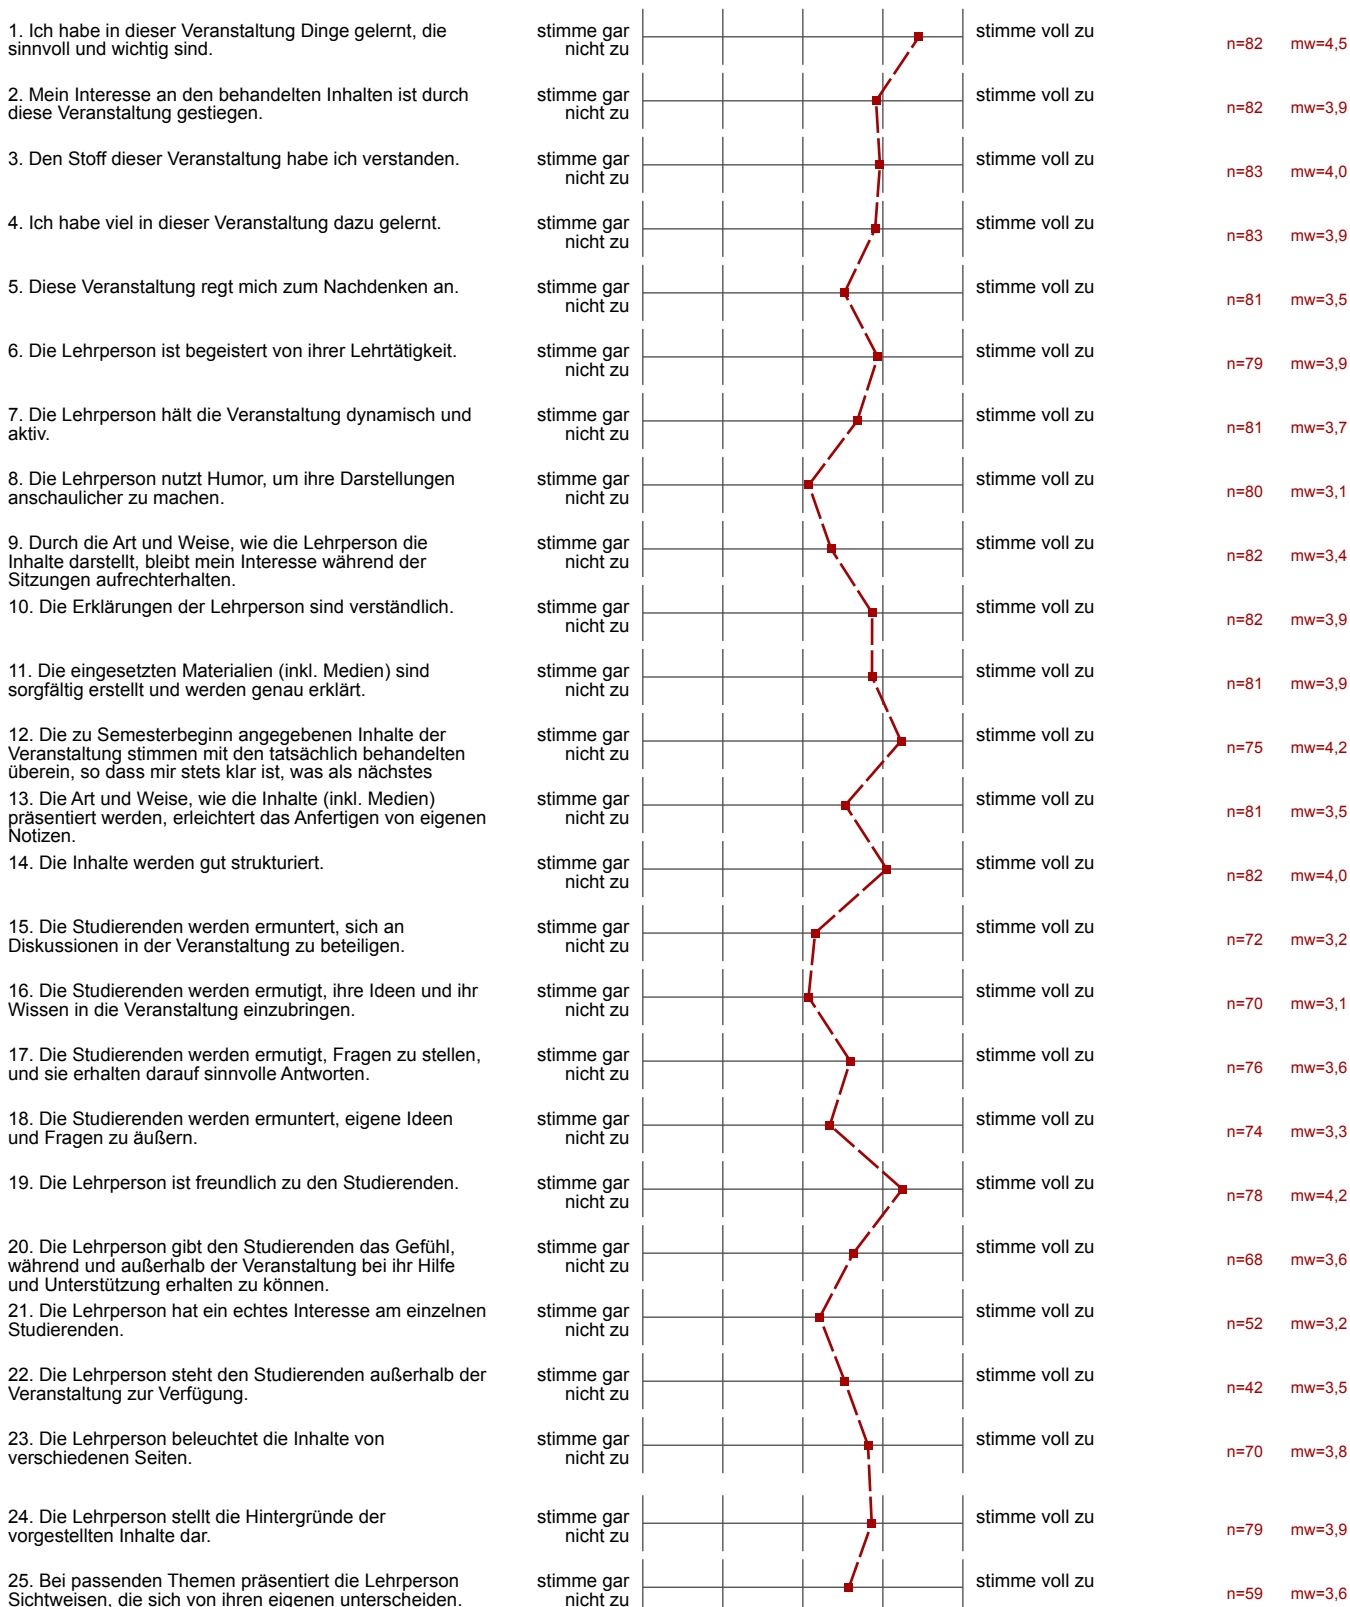 1. Ich habe in dieser Veranstaltung Dinge gelernt, die
sinnvoll und wichtig sind.
stimme gar
nicht zu
stimme voll zu
n=82 mw=4,5
2. Mein Interesse an den behandelten Inhalten ist durch
diese Veranstaltung gestiegen.
stimme gar
nicht zu
stimme voll zu
n=82 mw=3,9
3. Den Stoff dieser Veranstaltung habe ich verstanden.
stimme gar
nicht zu
stimme voll zu
n=83 mw=4,0
4. Ich habe viel in dieser Veranstaltung dazu gelernt.
stimme gar
nicht zu
stimme voll zu
n=83 mw=3,9
5. Diese Veranstaltung regt mich zum Nachdenken an.
stimme gar
nicht zu
stimme voll zu
n=81 mw=3,5
6. Die Lehrperson ist begeistert von ihrer Lehrtätigkeit.
stimme gar
nicht zu
stimme voll zu
n=79 mw=3,9
7. Die Lehrperson hält die Veranstaltung dynamisch und
aktiv.
stimme gar
nicht zu
stimme voll zu
n=81 mw=3,7
8. Die Lehrperson nutzt Humor, um ihre Darstellungen
anschaulicher zu machen.
stimme gar
nicht zu
stimme voll zu
n=80 mw=3,1
9. Durch die Art und Weise, wie die Lehrperson die
Inhalte darstellt, bleibt mein Interesse während der
Sitzungen aufrechterhalten.
stimme gar
nicht zu
stimme voll zu
n=82 mw=3,4
10. Die Erklärungen der Lehrperson sind verständlich.
stimme gar
nicht zu
stimme voll zu
n=82 mw=3,9
11. Die eingesetzten Materialien (inkl. Medien) sind
sorgfältig erstellt und werden genau erklärt.
stimme gar
nicht zu
stimme voll zu
n=81 mw=3,9
12. Die zu Semesterbeginn angegebenen Inhalte der
Veranstaltung stimmen mit den tatsächlich behandelten
überein, so dass mir stets klar ist, was als nächstes
stimme gar
nicht zu
stimme voll zu
n=75 mw=4,2
13. Die Art und Weise, wie die Inhalte (inkl. Medien)
präsentiert werden, erleichtert das Anfertigen von eigenen
Notizen.
stimme gar
nicht zu
stimme voll zu
n=81 mw=3,5
14. Die Inhalte werden gut strukturiert.
stimme gar
nicht zu
stimme voll zu
n=82 mw=4,0
15. Die Studierenden werden ermuntert, sich an
Diskussionen in der Veranstaltung zu beteiligen.
stimme gar
nicht zu
stimme voll zu
n=72 mw=3,2
16. Die Studierenden werden ermutigt, ihre Ideen und ihr
Wissen in die Veranstaltung einzubringen.
stimme gar
nicht zu
stimme voll zu
n=70 mw=3,1
17. Die Studierenden werden ermutigt, Fragen zu stellen,
und sie erhalten darauf sinnvolle Antworten.
stimme gar
nicht zu
stimme voll zu
n=76 mw=3,6
18. Die Studierenden werden ermuntert, eigene Ideen
und Fragen zu äußern.
stimme gar
nicht zu
stimme voll zu
n=74 mw=3,3
19. Die Lehrperson ist freundlich zu den Studierenden.
stimme gar
nicht zu
stimme voll zu
n=78 mw=4,2
20. Die Lehrperson gibt den Studierenden das Gefühl,
während und außerhalb der Veranstaltung bei ihr Hilfe
und Unterstützung erhalten zu können.
stimme gar
nicht zu
stimme voll zu
n=68 mw=3,6
21. Die Lehrperson hat ein echtes Interesse am einzelnen
Studierenden.
stimme gar
nicht zu
stimme voll zu
n=52 mw=3,2
22. Die Lehrperson steht den Studierenden außerhalb der
Veranstaltung zur Verfügung.
stimme gar
nicht zu
stimme voll zu
n=42 mw=3,5
23. Die Lehrperson beleuchtet die Inhalte von
verschiedenen Seiten.
stimme gar
nicht zu
stimme voll zu
n=70 mw=3,8
24. Die Lehrperson stellt die Hintergründe der
vorgestellten Inhalte dar.
stimme gar
nicht zu
stimme voll zu
n=79 mw=3,9
25. Bei passenden Themen präsentiert die Lehrperson
Sichtweisen, die sich von ihren eigenen unterscheiden.
stimme gar
nicht zu
stimme voll zu
n=59 mw=3,6